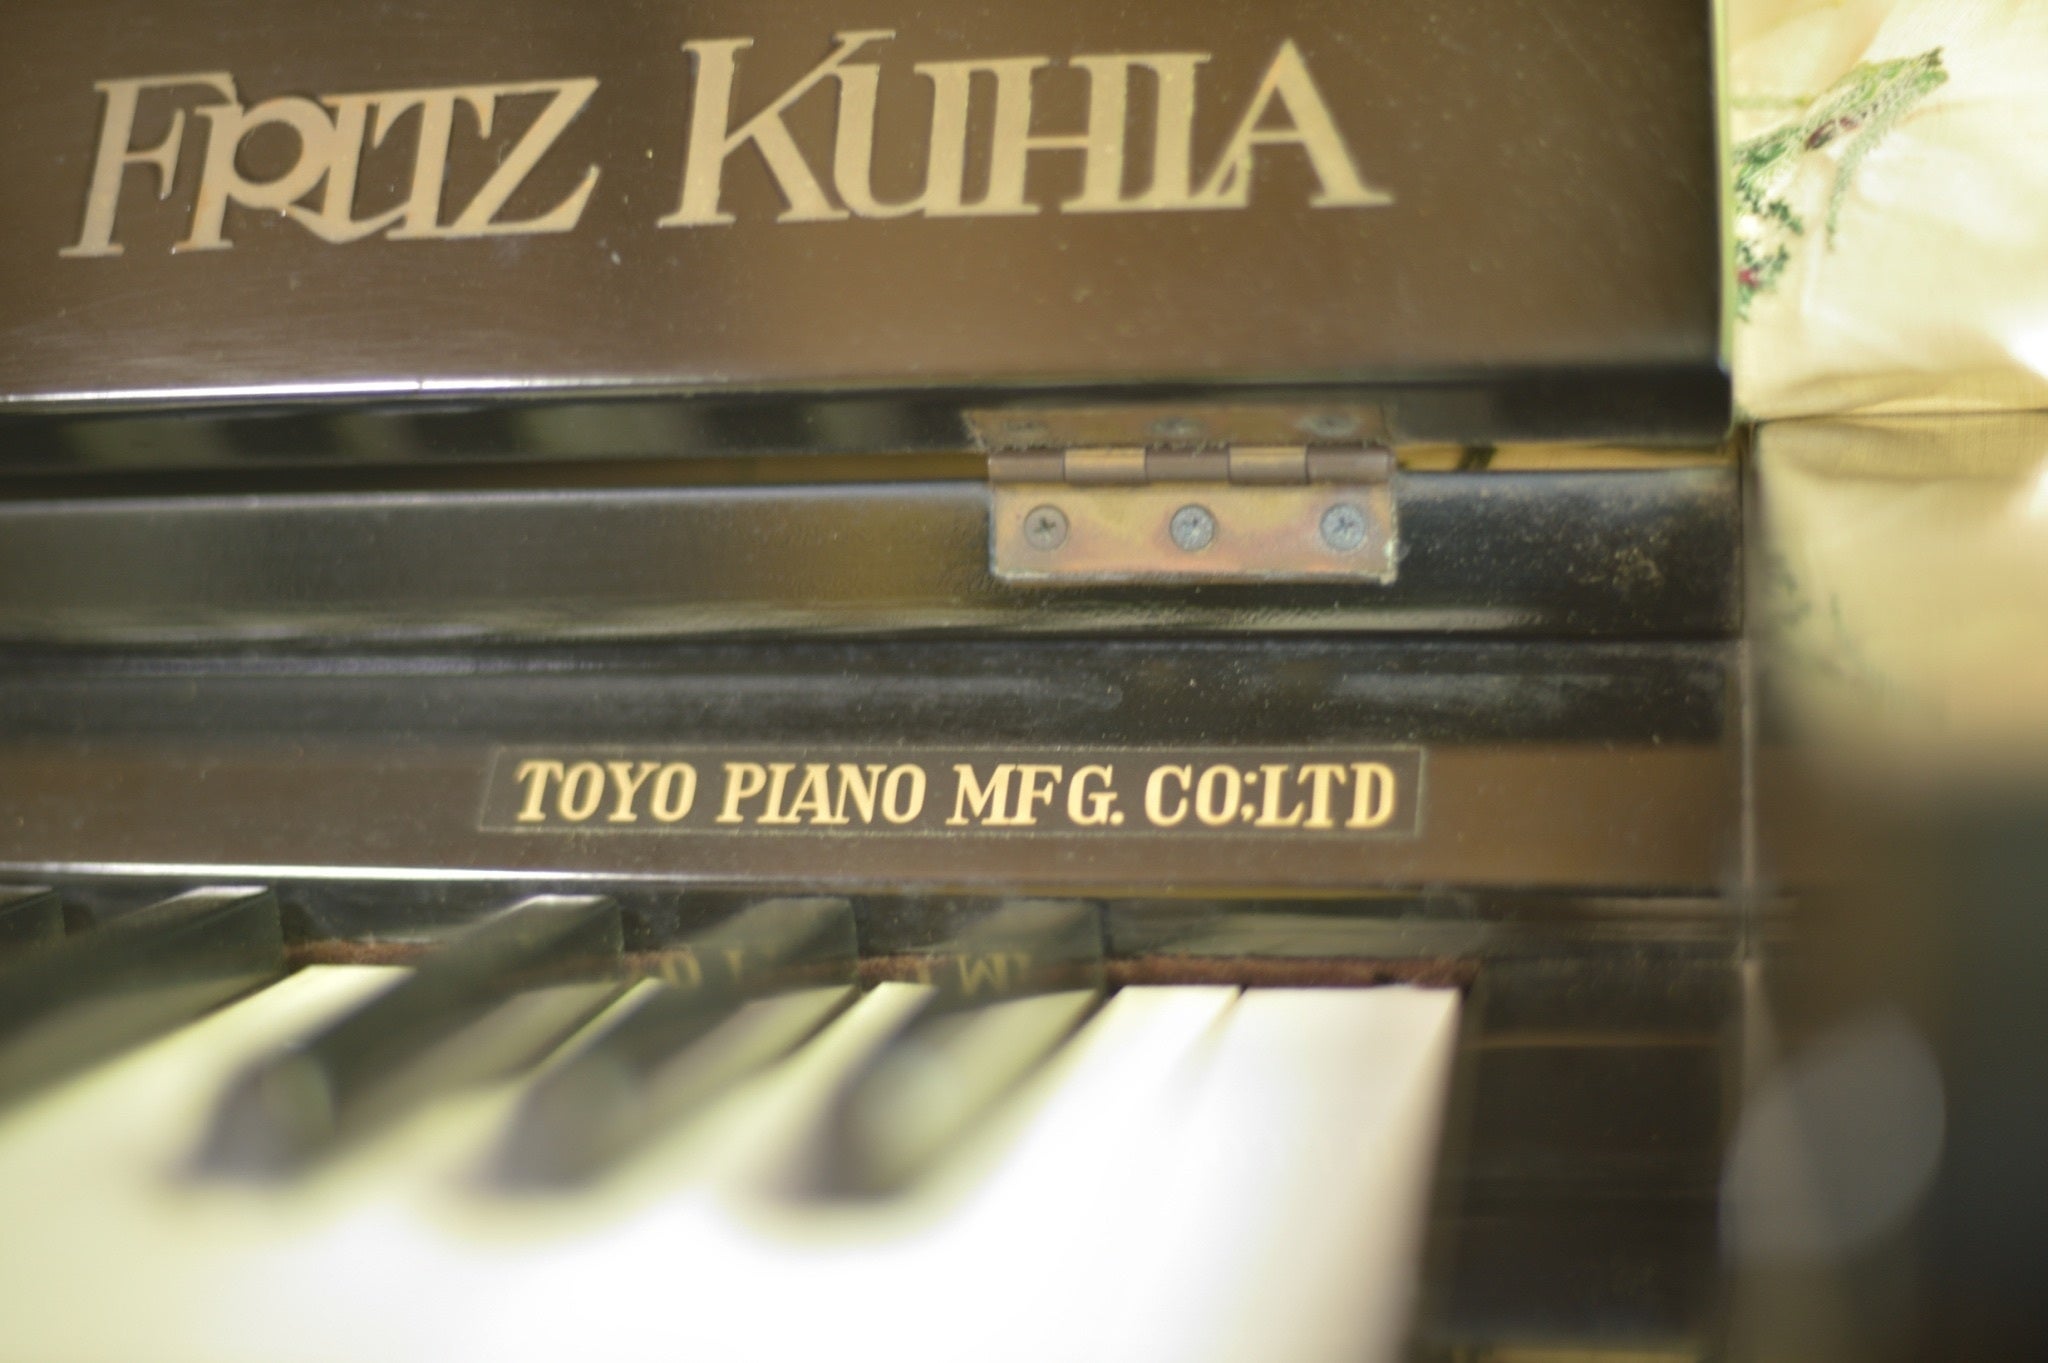 FRITZ KUHLA
TOYO PIANO MFG. CO;LTD